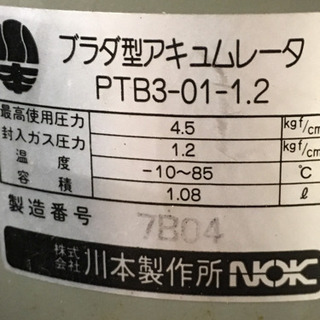 ブラダ型アキュムレータ
PTB3-01-1.2
最高使用圧力 4.5 kgf/cm
封入ガス圧力 1.2 kgf/cm
温度 -10~85 ℃
容積 1.08 ℓ
製造番号 7B04
株式会社 川本製作所 NOK